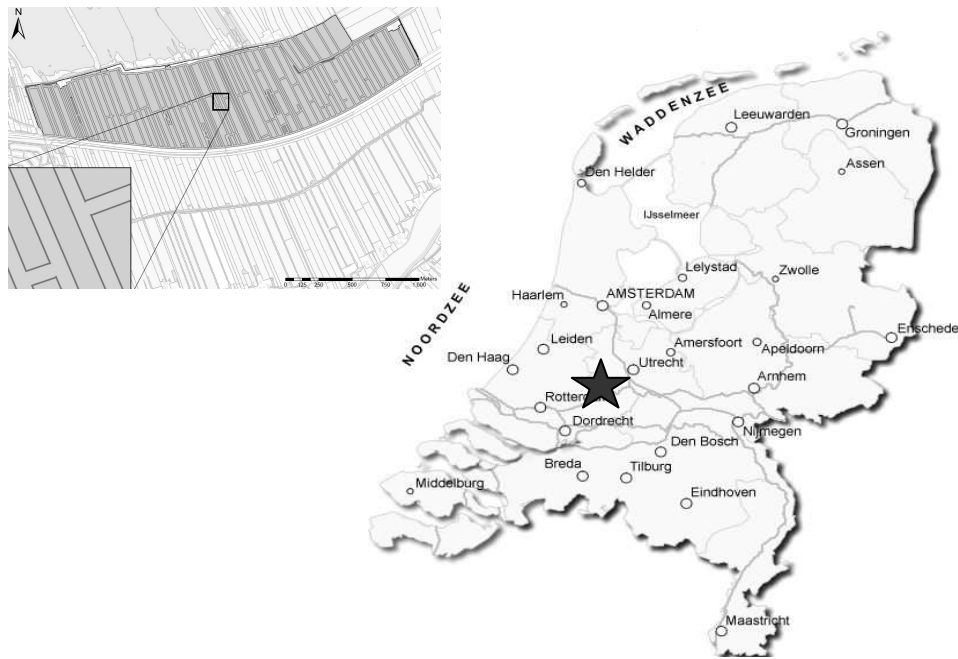 N
0 125 250 500 750 1,000
Meters
WADDENZEE
Leeuwarden
Groningen
Assen
Den Helder
IJsselmeer
Lelystad
Zwolle
Haarlem
AMSTERDAM
Almere
NOORDZEE
Enschede
Leiden
Amersfoort
Apeldoorn
Den Haag
Utrecht
Arnhem
Dordrecht
Nijmegen
Den Bosch
Breda
Tilburg
Middelburg
Eindhoven
Maastricht